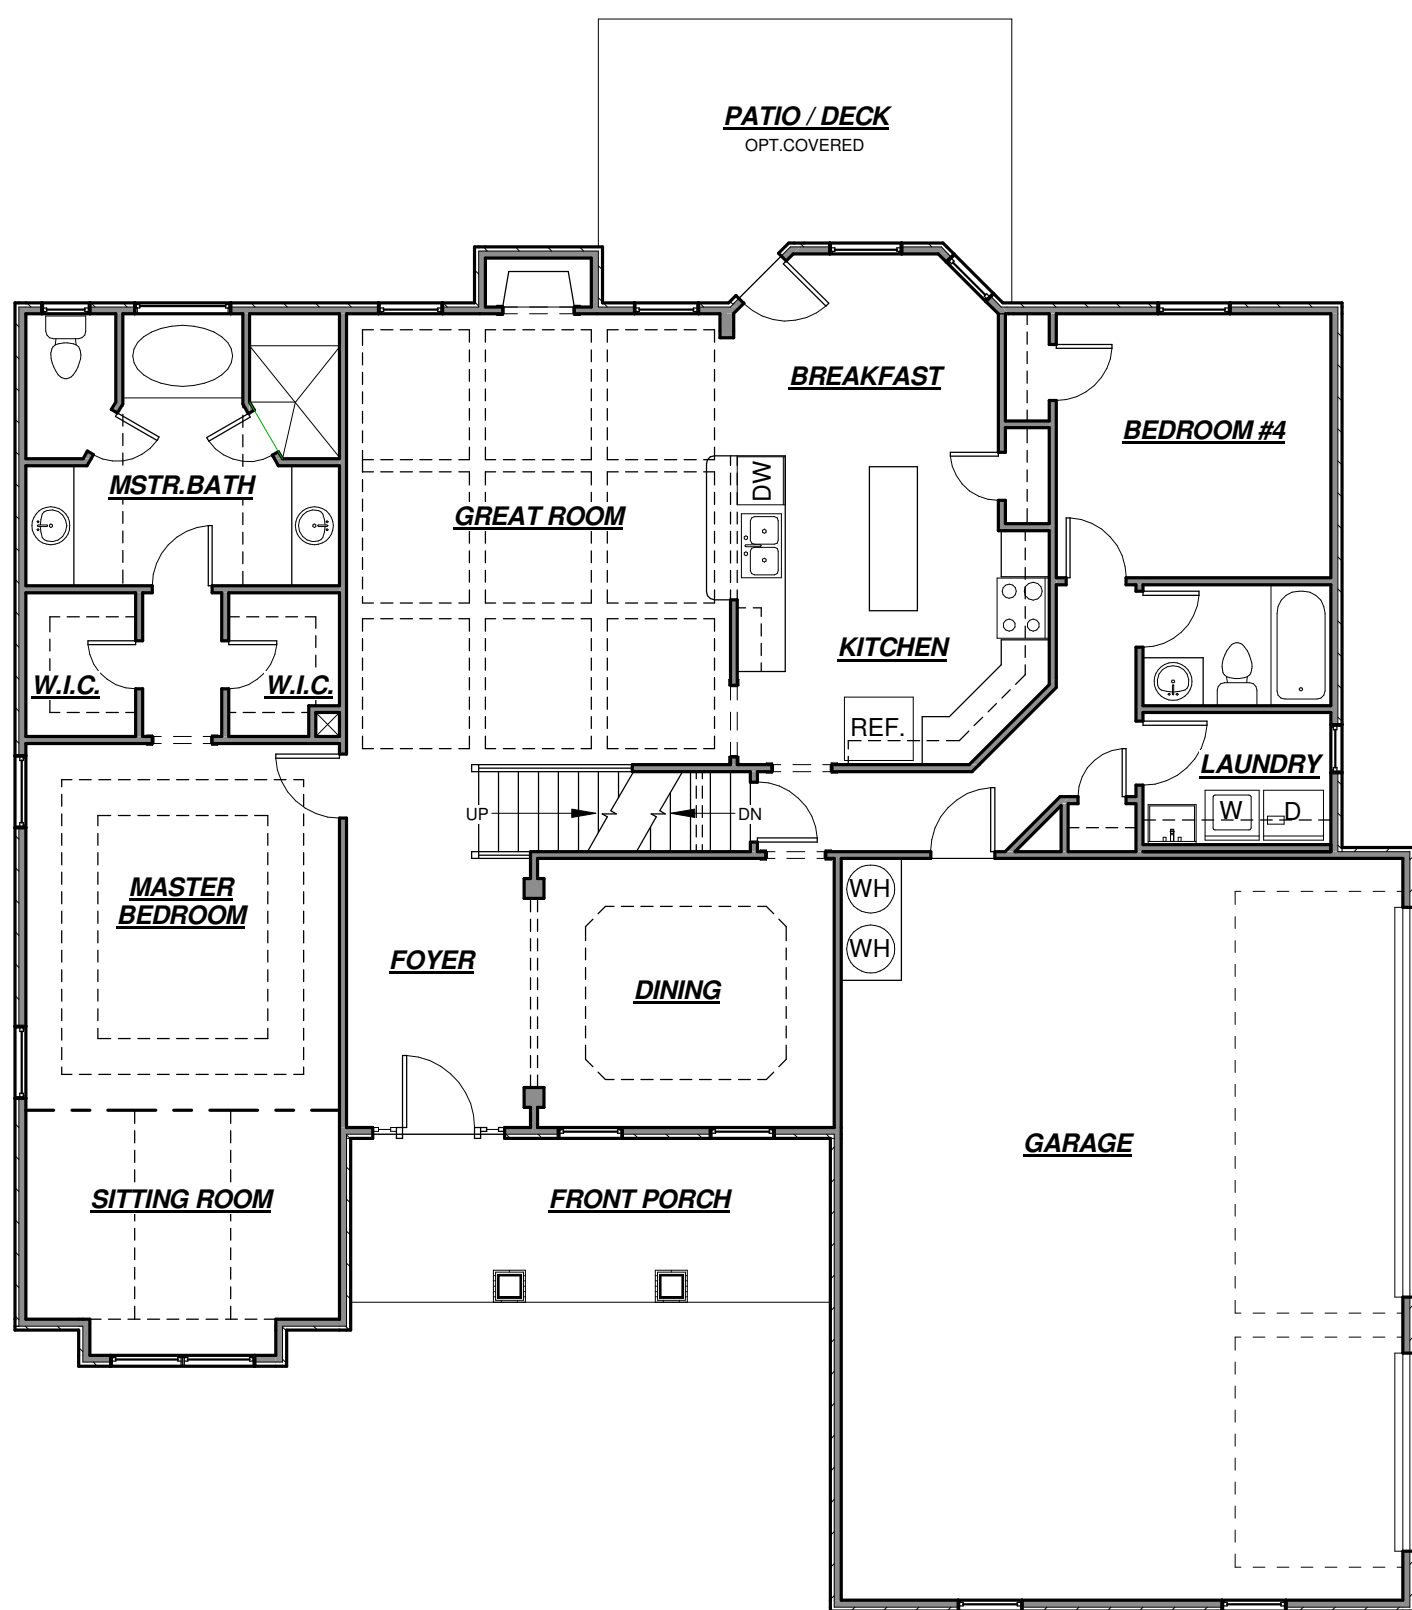 PATIO / DECK
OPT.COVERED
BREAKFAST
BEDROOM #4
MSTR.BATH
DW
GREAT ROOM
KITCHEN
W.I.C.
W.I.C.
REF.
LAUNDRY
UP
DN
W
D
MASTER
BEDROOM
WH
WH
FOYER
DINING
GARAGE
SITTING ROOM
FRONT PORCH